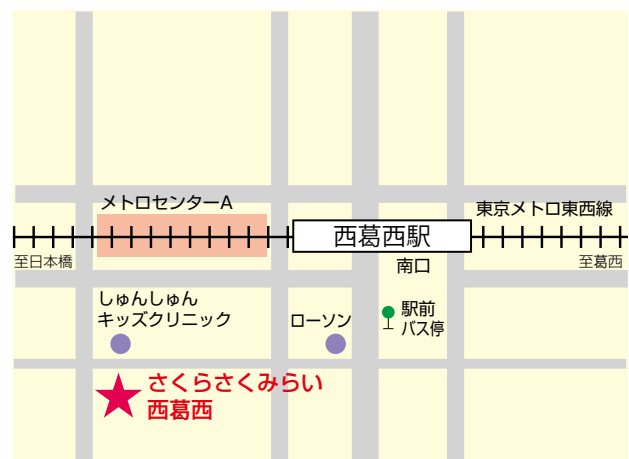 メトロセンターA
東京メトロ東西線
西葛西駅
至日本橋
南口
至葛西
しゅんしゅん
キッズクリニック
ローソン
駅前
バス停
さくらさくみらい
西葛西